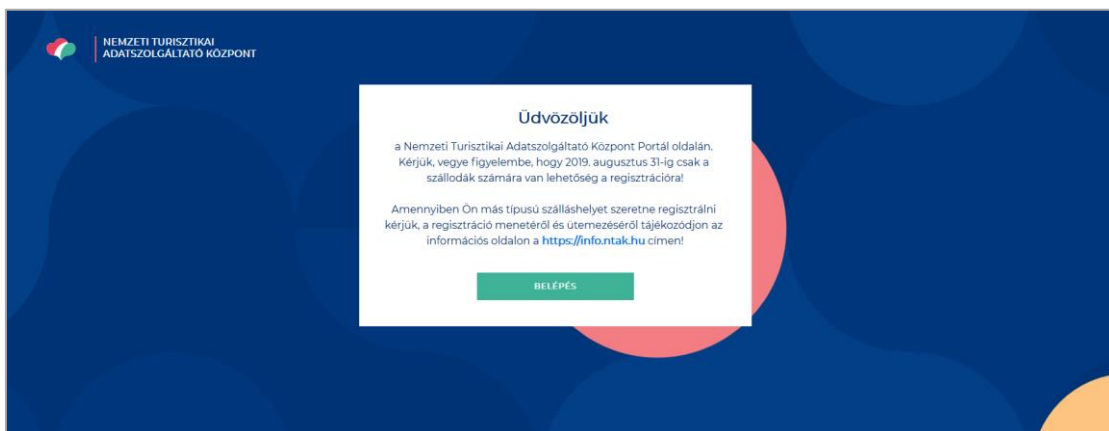 NEMZETI TURISZTIKAI
ADATSZOLGÁLTATÓ KÖZPONT
Üdvözöljük
a Nemzeti Turisztikai Adatszolgáltató Központ Portál oldalán.
Kérjük, vegye figyelembe, hogy 2019. augusztus 31-ig csak a
szállodák számára van lehetőség a regisztrációra!
Amennyiben Ön más típusú szálláshelyet szeretne regisztrálni
kérjük, a regisztráció menetéről és ütemezéséről tájékozódjon az
információs oldalon a https://info.ntak.hu címen!
BELÉPÉS